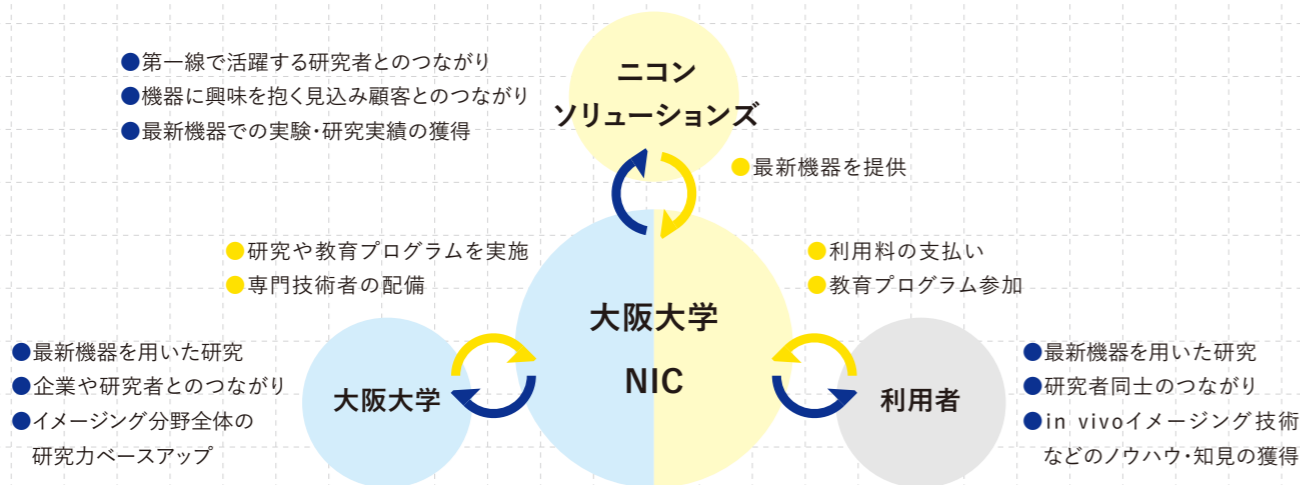 ●第一線で活躍する研究者とのつながり
●機器に興味を抱く見込み顧客とのつながり
●最新機器での実験・研究実績の獲得
ニコン
ソリューションズ
●最新機器を提供
●研究や教育プログラムを実施
●専門技術者の配備
●利用料の支払い
●教育プログラム参加
大阪大学
NIC
●最新機器を用いた研究
●企業や研究者とのつながり
●イメージング分野全体の
研究力ベースアップ
大阪大学
利用者
●最新機器を用いた研究
●研究者同士のつながり
●in vivoイメージング技術
などのノウハウ・知見の獲得